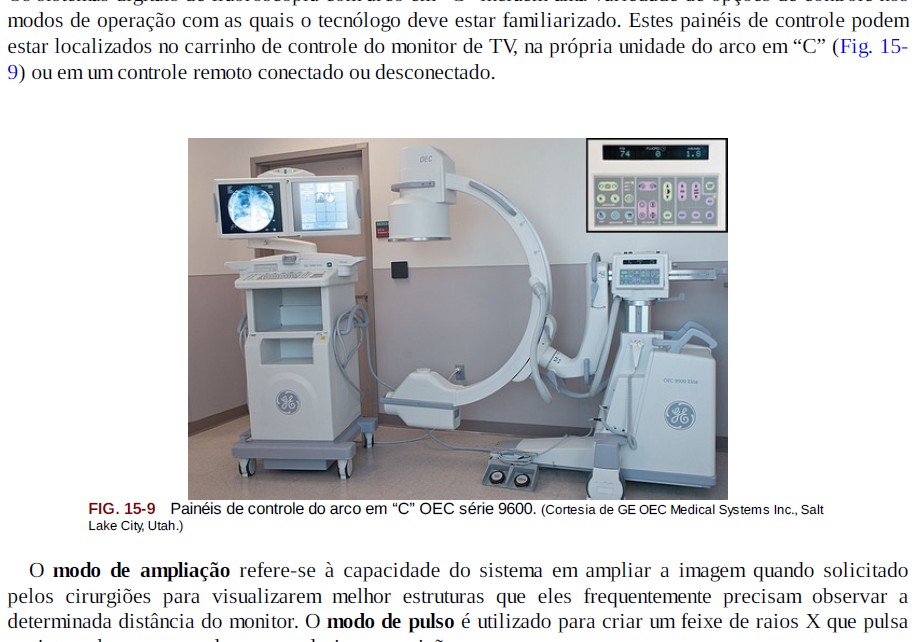 modos de operação com as quais o tecnólogo deve estar familiarizado. Estes painéis de controle podem
estar localizados no carrinho de controle do monitor de TV, na própria unidade do arco em “C” (Fig. 15-
9) ou em um controle remoto conectado ou desconectado.
OEC
74 0 1.8
GE
GE
FIG. 15-9 Painéis de controle do arco em “C” OEC série 9600. (Cortesia de GE OEC Medical Systems Inc., Salt
Lake City, Utah.)
O modo de ampliação refere-se à capacidade do sistema em ampliar a imagem quando solicitado
pelos cirurgiões para visualizarem melhor estruturas que eles frequentemente precisam observar a
determinada distância do monitor. O modo de pulso é utilizado para criar um feixe de raios X que pulsa